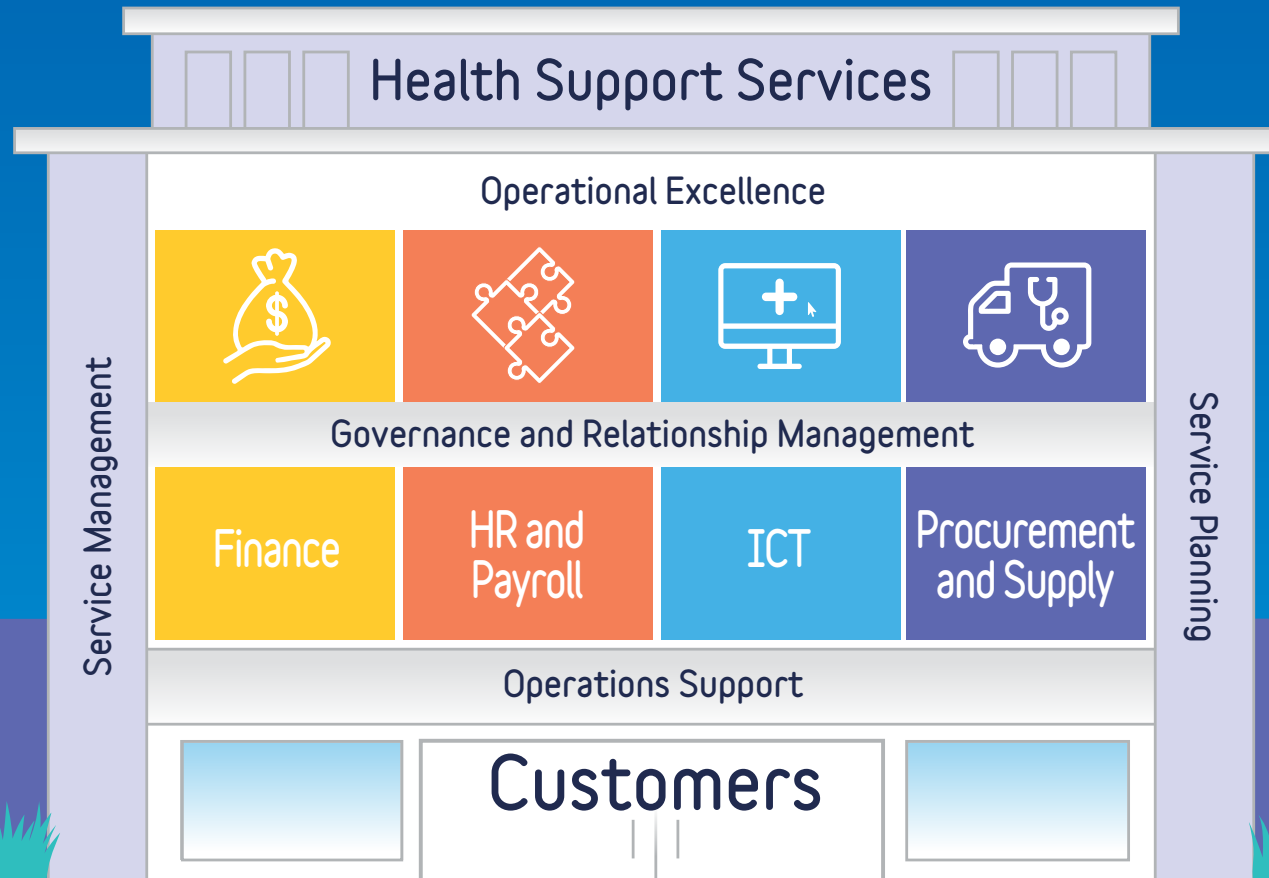 Health Support Services
Operational Excellence
$
Service Management
Governance and Relationship Management
Service Planning
Finance
HR and
Payroll
ICT
Procurement
and Supply
Operations Support
Customers